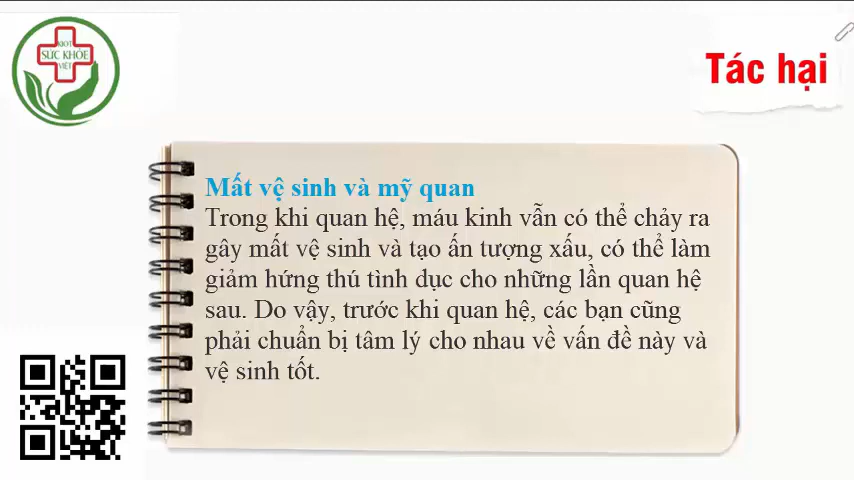 KIOT
SỨC KHỎE
VIỆT
Tác hại
Mất vệ sinh và mỹ quan
Trong khi quan hệ, máu kinh vẫn có thể chảy ra
gây mất vệ sinh và tạo ấn tượng xấu, có thể làm
giảm hứng thú tình dục cho những lần quan hệ
sau. Do vậy, trước khi quan hệ, các bạn cũng
phải chuẩn bị tâm lý cho nhau về vấn đề này và
vệ sinh tốt.